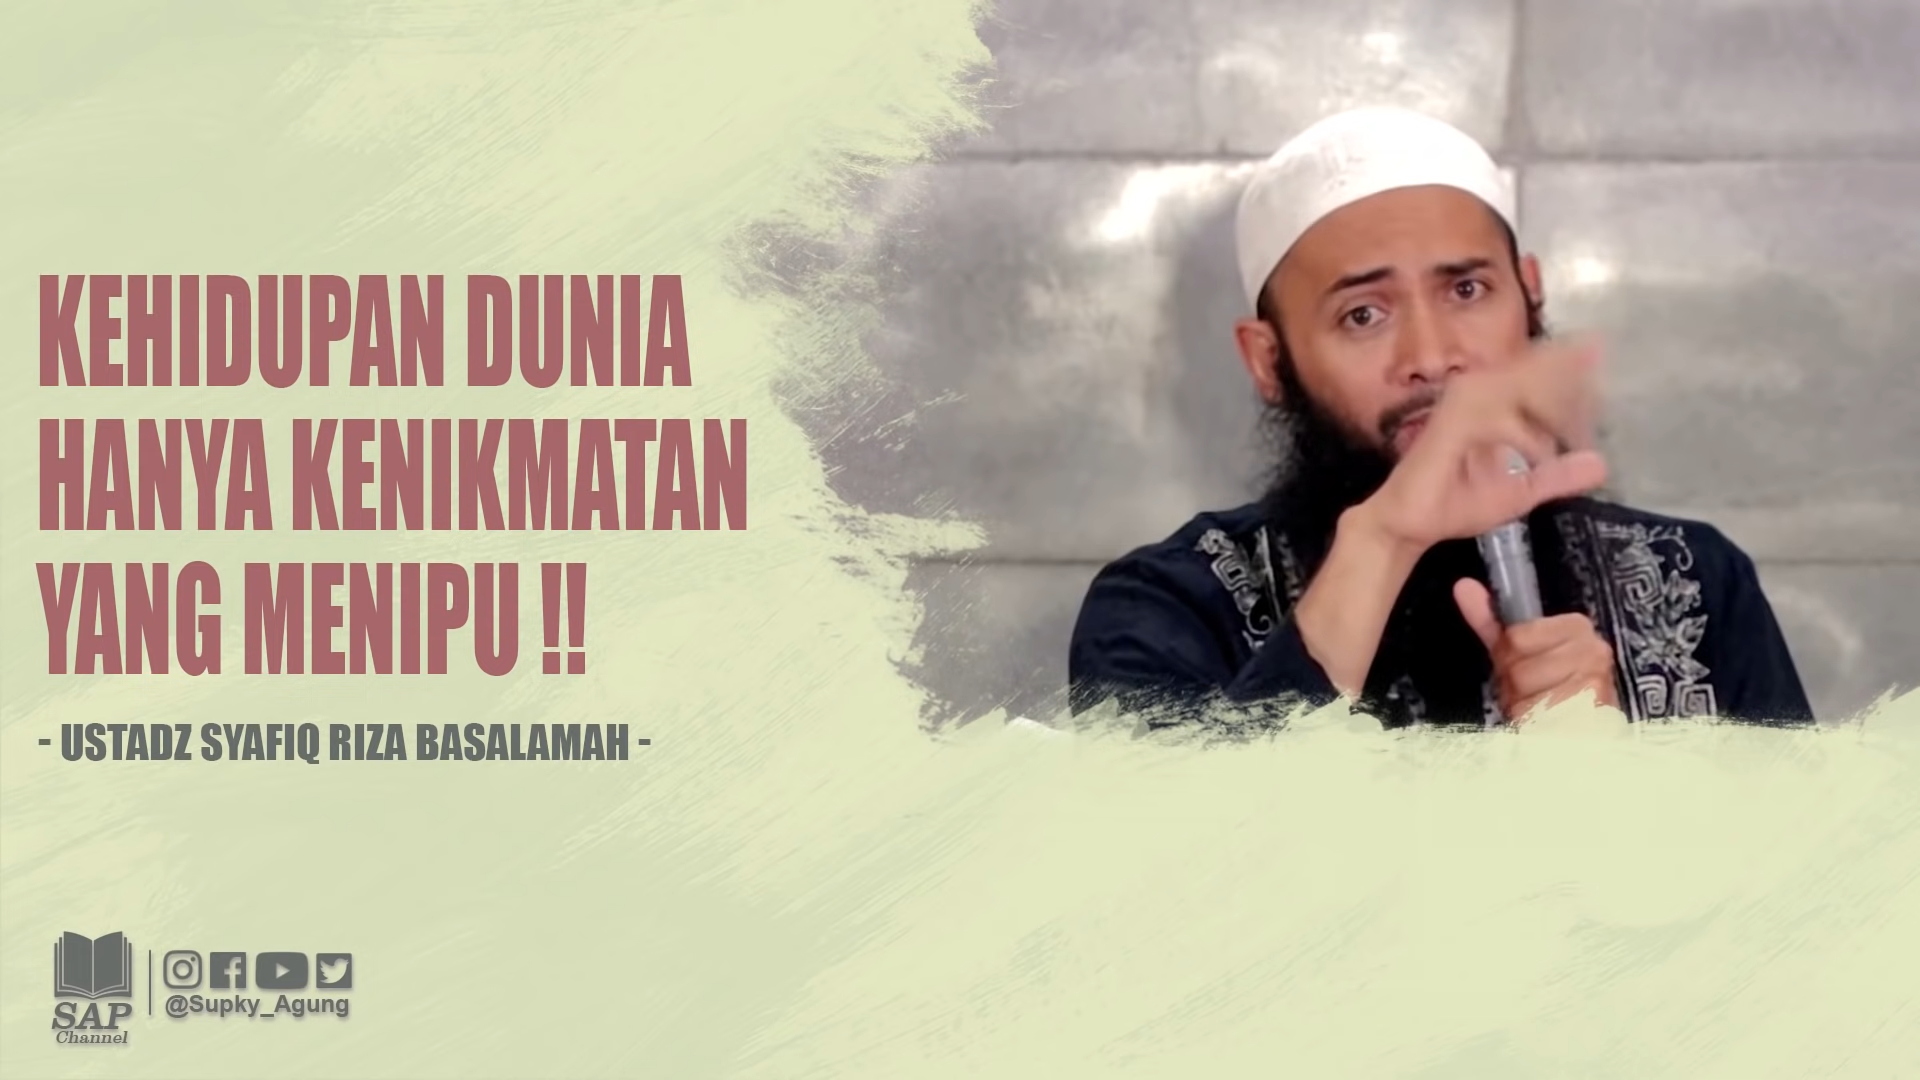 KEHIDUPAN DUNIA
HANYA KENIKMATAN
YANG MENIPU !!
- USTADZ SYAFIQ RIZA BASALAMAH -
SAP
Channel
@Supky_Agung